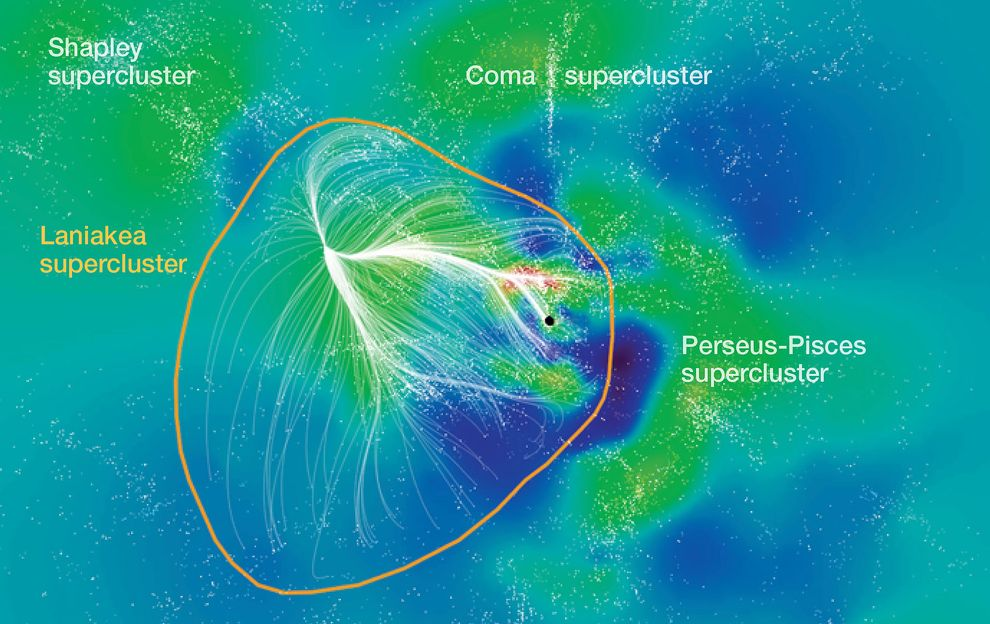 Shapley
supercluster
Coma supercluster
Laniakea
supercluster
Perseus-Pisces
supercluster